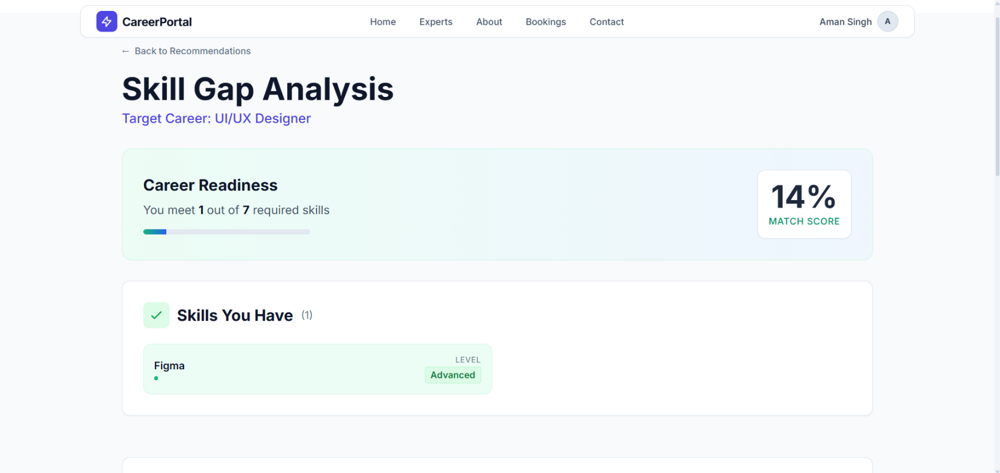 CareerPortal
Home Experts About Bookings Contact
Aman Singh A
← Back to Recommendations
Skill Gap Analysis
Target Career: UI/UX Designer
Career Readiness
You meet 1 out of 7 required skills
14%
MATCH SCORE
Skills You Have (1)
Figma
LEVEL
Advanced